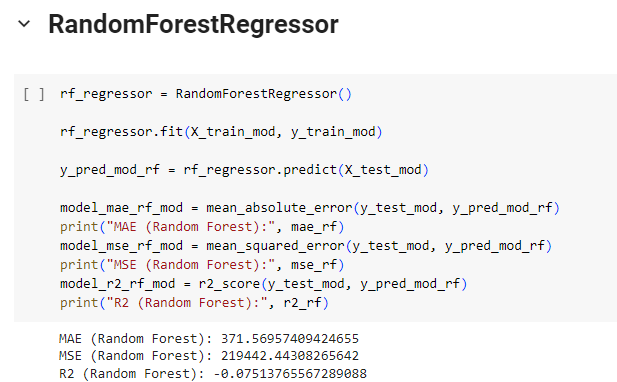 RandomForestRegressor
[ ] rf_regressor = RandomForestRegressor()
rf_regressor.fit(X_train_mod, y_train_mod)
y_pred_mod_rf = rf_regressor.predict(X_test_mod)
model_mae_rf_mod = mean_absolute_error(y_test_mod, y_pred_mod_rf)
print("MAE (Random Forest):", mae_rf)
model_mse_rf_mod = mean_squared_error(y_test_mod, y_pred_mod_rf)
print("MSE (Random Forest):", mse_rf)
model_r2_rf_mod = r2_score(y_test_mod, y_pred_mod_rf)
print("R2 (Random Forest):", r2_rf)
MAE (Random Forest): 371.56957409424655
MSE (Random Forest): 219442.44308265642
R2 (Random Forest): -0.07513765567289088